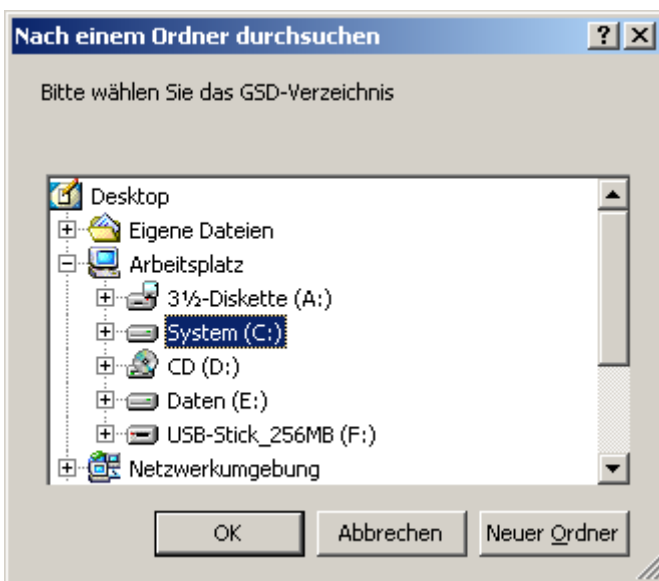 Nach einem Ordner durchsuchen
Bitte wählen Sie das GSD-Verzeichnis
Desktop
Eigene Dateien
Arbeitsplatz
3½-Diskette (A:)
System (C:)
CD (D:)
Daten (E:)
USB-Stick_256MB (F:)
Netzwerkumgebung
OK Abbrechen Neuer Ordner